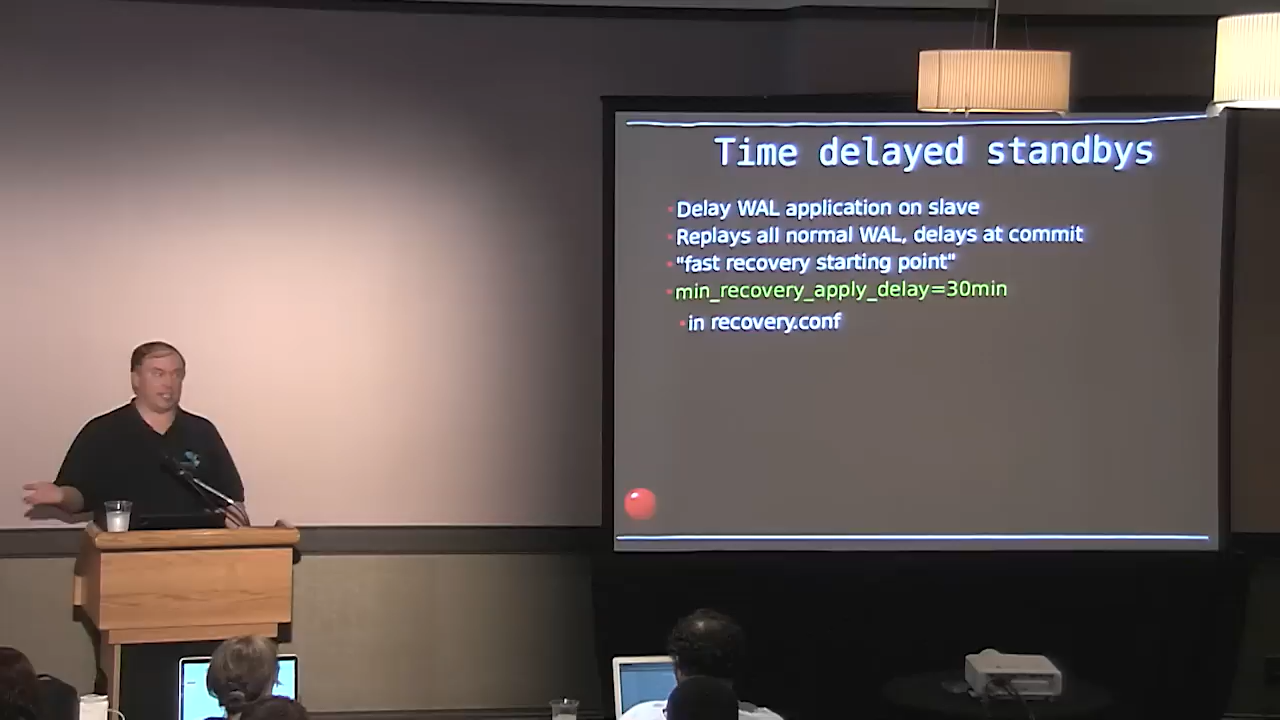 Time delayed standbys
Delay WAL application on slave
Replays all normal WAL, delays at commit
"fast recovery starting point"
min_recovery_apply_delay=30min
in recovery.conf